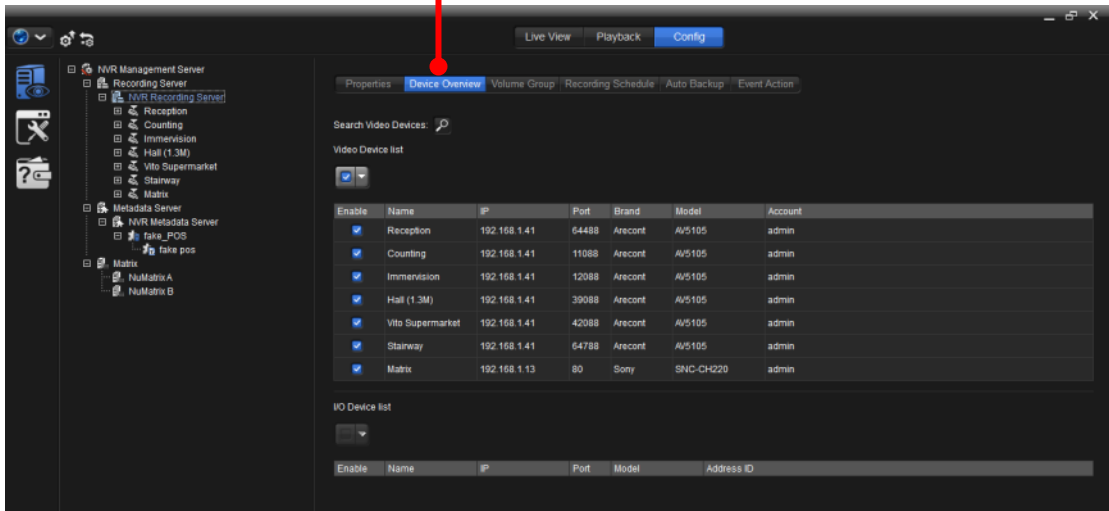 Live View Playback Config
NVR Management Server
Recording Server
NVR Recording Server
Reception
Counting
Immervision
Hall (1.3M)
Vito Supermarket
Stairway
Matrix
Metadata Server
NVR Metadata Server
fake_POS
fake pos
Matrix
NuMatrix A
NuMatrix B
Properties Device Overview Volume Group Recording Schedule Auto Backup Event Action
Search Video Devices:
Video Device list
Enable Name IP Port Brand Model Account
Reception 192.168.1.41 64488 Arecont AV5105 admin
Counting 192.168.1.41 11088 Arecont AV5105 admin
Immervision 192.168.1.41 12088 Arecont AV5105 admin
Hall (1.3M) 192.168.1.41 39088 Arecont AV5105 admin
Vito Supermarket 192.168.1.41 42088 Arecont AV5105 admin
Stairway 192.168.1.41 64788 Arecont AV5105 admin
Matrix 192.168.1.13 80 Sony SNC-CH220 admin
I/O Device list
Enable Name IP Port Model Address ID